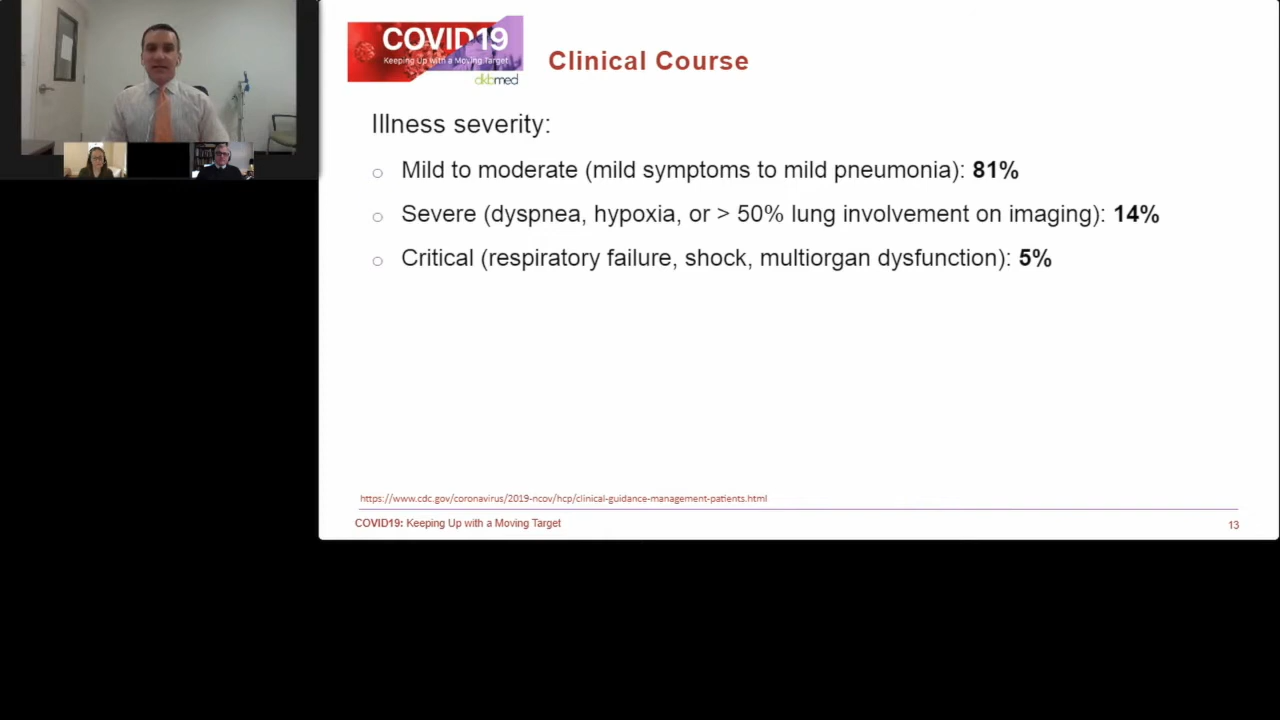 COVID19
Keeping Up with a Moving Target
dkbmed
Clinical Course
Illness severity:
○ Mild to moderate (mild symptoms to mild pneumonia): 81%
○ Severe (dyspnea, hypoxia, or > 50% lung involvement on imaging): 14%
○ Critical (respiratory failure, shock, multiorgan dysfunction): 5%
https://www.cdc.gov/coronavirus/2019-ncov/hcp/clinical-guidance-management-patients.html
COVID19: Keeping Up with a Moving Target
13